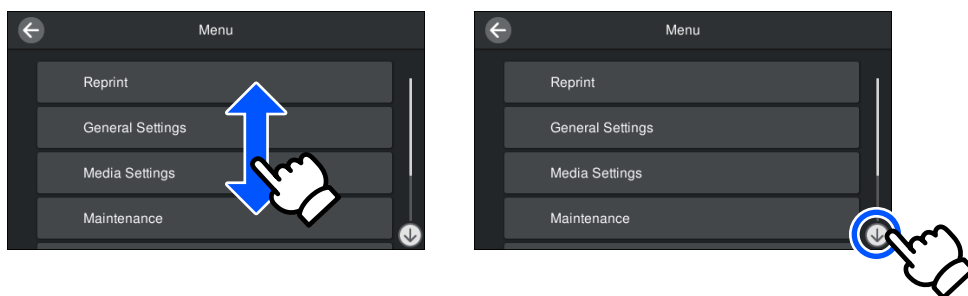 Menu
Reprint
General Settings
Media Settings
Maintenance
Menu
Reprint
General Settings
Media Settings
Maintenance